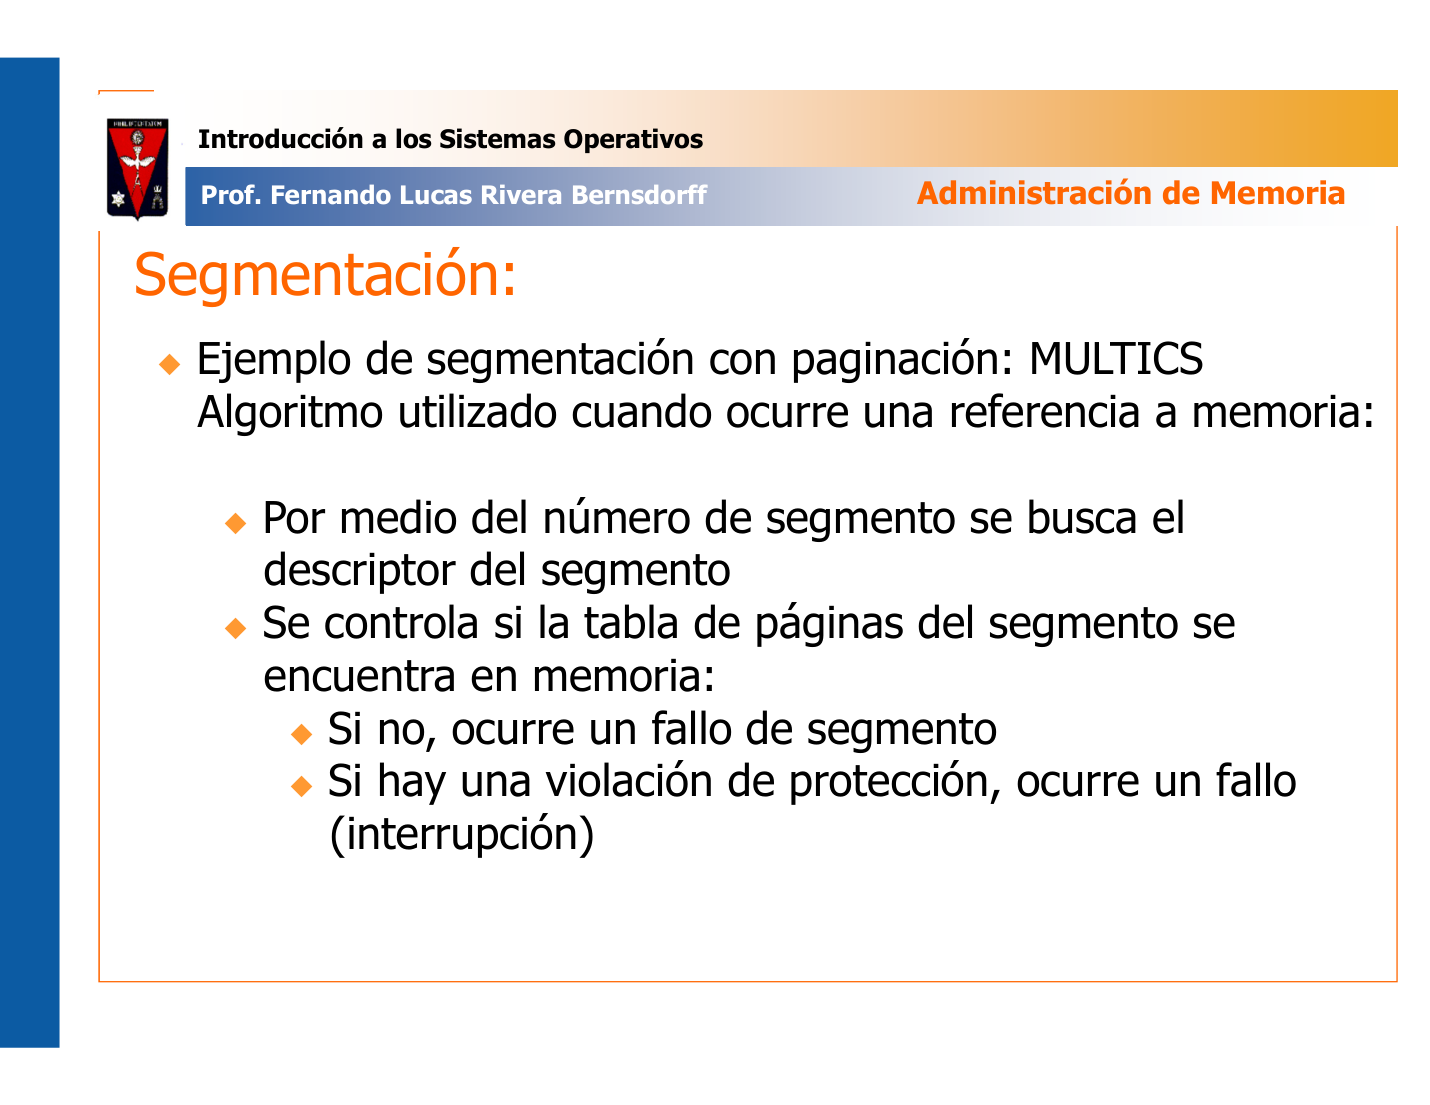 Introducción a los Sistemas Operativos
Prof. Fernando Lucas Rivera Bernsdorff
Administración de Memoria
Segmentación:
Ejemplo de segmentación con paginación: MULTICS
Algoritmo utilizado cuando ocurre una referencia a memoria:
Por medio del número de segmento se busca el
descriptor del segmento
Se controla si la tabla de páginas del segmento se
encuentra en memoria:
Si no, ocurre un fallo de segmento
Si hay una violación de protección, ocurre un fallo
(interrupción)